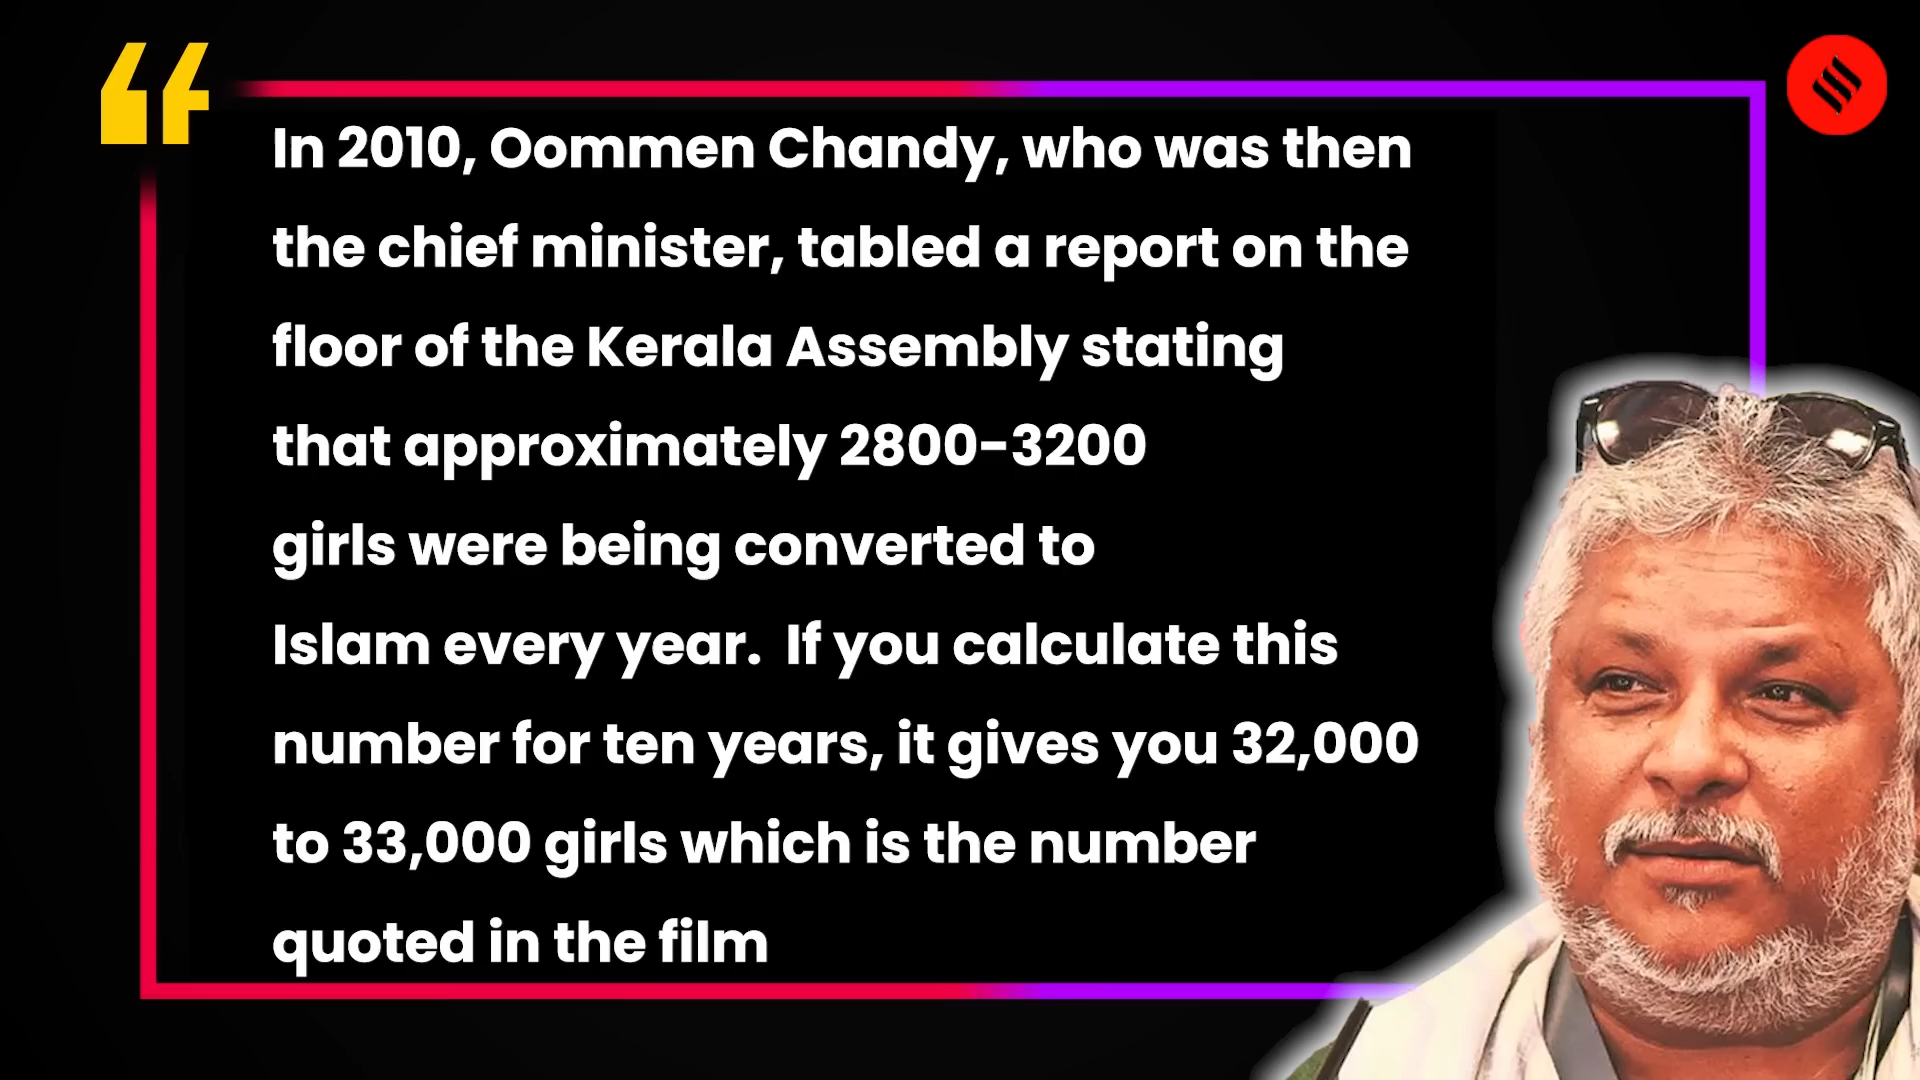 In 2010, Oommen Chandy, who was then
the chief minister, tabled a report on the
floor of the Kerala Assembly stating
that approximately 2800-3200
girls were being converted to
Islam every year. If you calculate this
number for ten years, it gives you 32,000
to 33,000 girls which is the number
quoted in the film